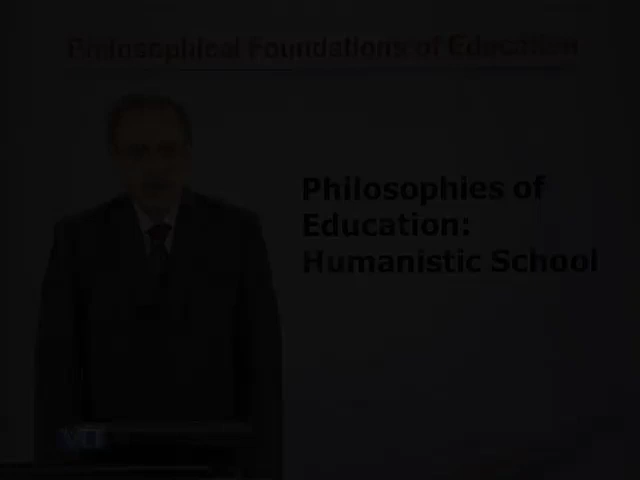 Philosophical Foundations of Education
Philosophies of
Education:
Humanistic School